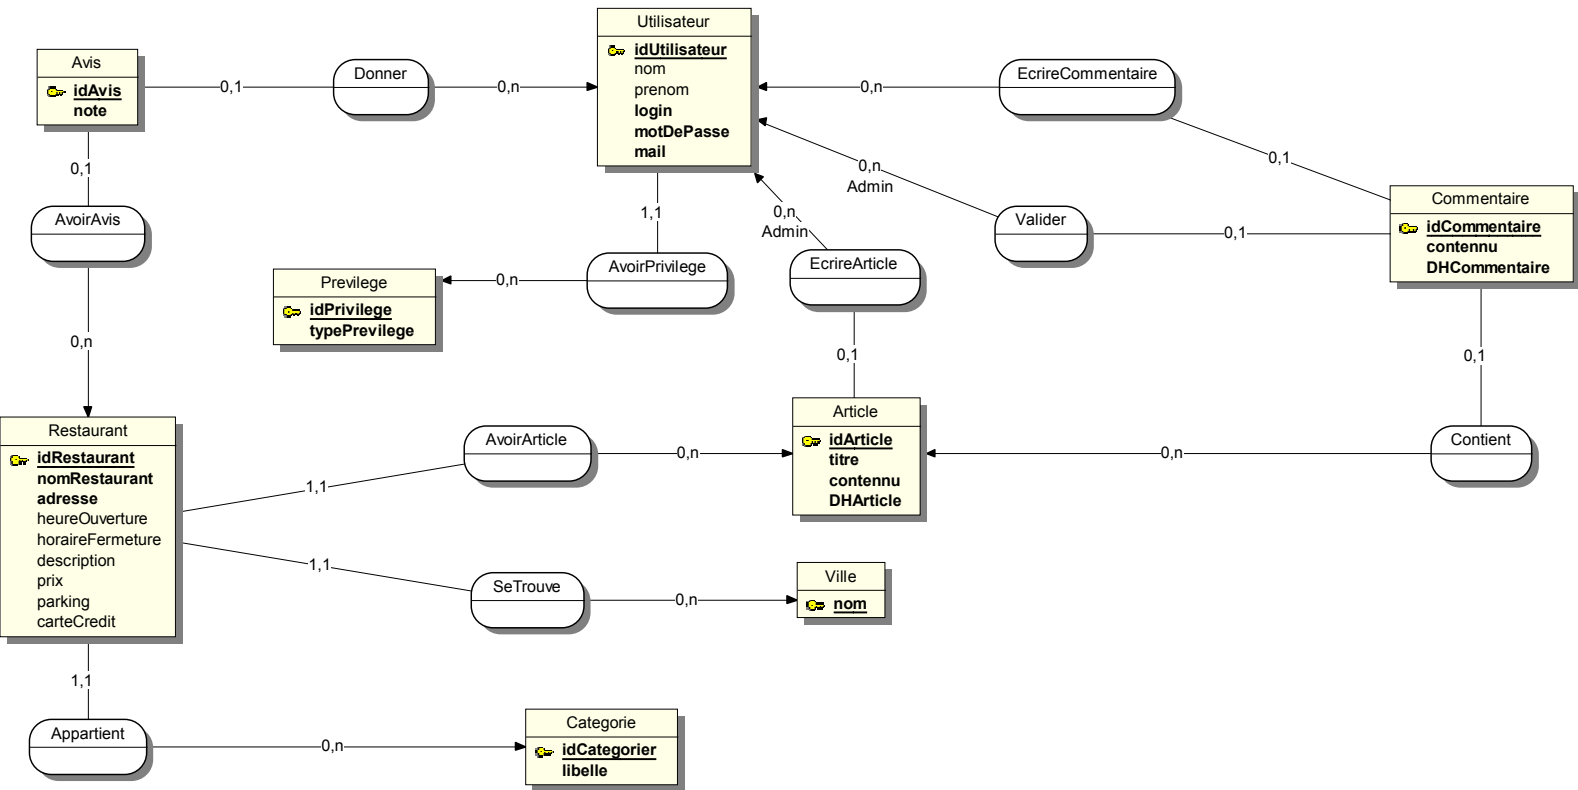 Utilisateur
idUtilisateur
nom
prenom
login
motDePasse
mail
Avis
idAvis
note
0,1
Donner
0,n
0,n
EcrireCommentaire
0,1
0,n
Admin
Valider
0,1
Commentaire
idCommentaire
contennu
DHCommentaire
0,1
AvoirAvis
0,n
1,1
AvoirPrivilege
0,n
Previlege
idPrivilege
typePrevilege
0,n
Admin
EcrireArticle
0,1
0,1
Contient
0,n
Article
idArticle
titre
contennu
DHArticle
Restaurant
idRestaurant
nomRestaurant
adresse
heureOuverture
horaireFermeture
description
prix
parking
carteCredit
1,1
AvoirArticle
0,n
1,1
SeTrouve
0,n
Ville
nom
1,1
Appartient
0,n
Categorie
idCategorier
libelle